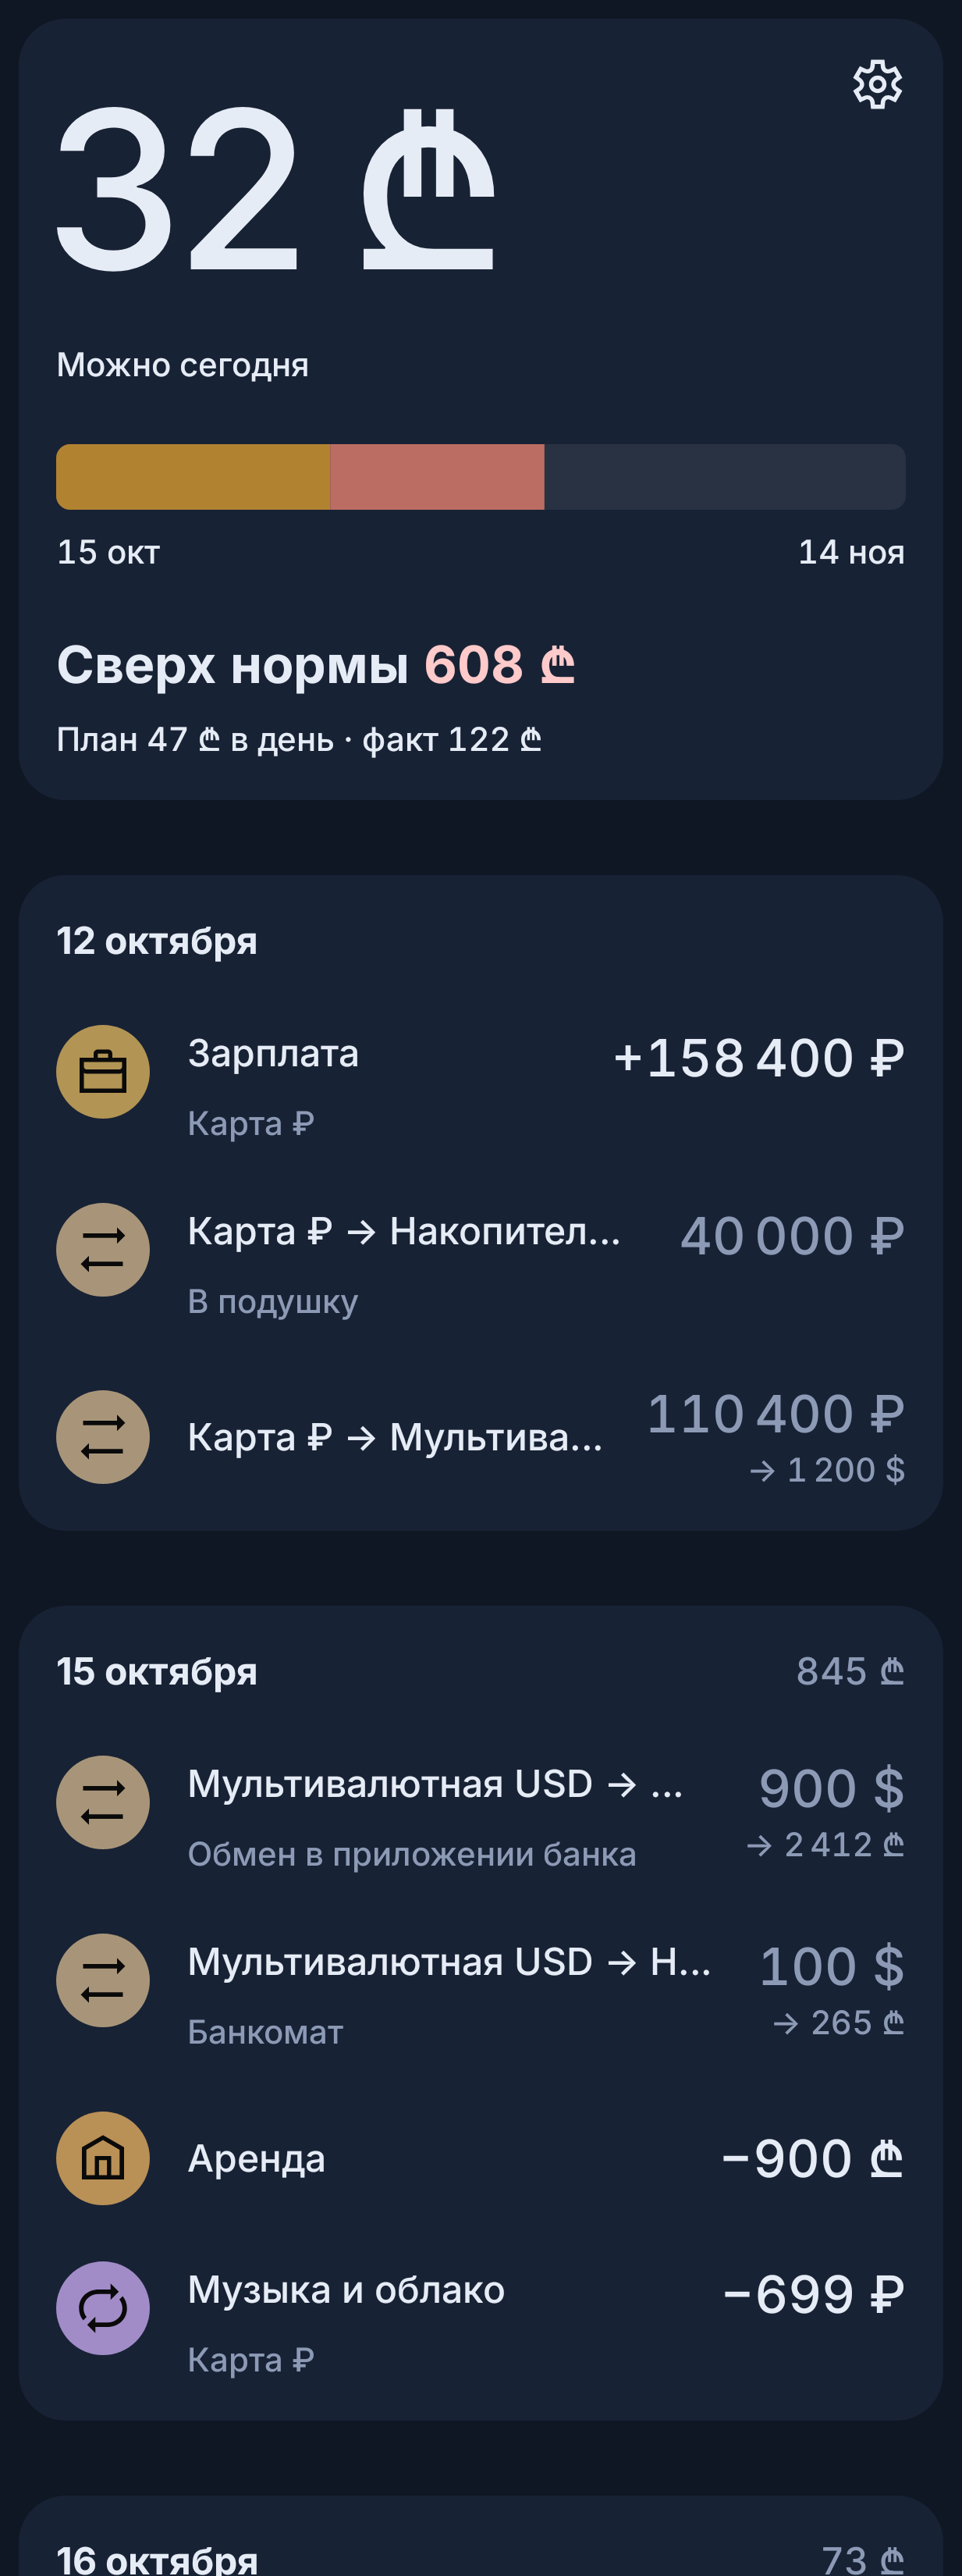 32 ₾
Можно сегодня
15 окт
14 ноя
Сверх нормы 608 ₾
План 47 ₾ в день · факт 122 ₾
12 октября
Зарплата
+158 400 ₽
Карта ₽
Карта ₽ → Накопител...
40 000 ₽
В подушку
Карта ₽ → Мультива...
110 400 ₽
→ 1 200 $
15 октября
845 ₾
Мультивалютная USD → ...
900 $
Обмен в приложении банка
→ 2 412 ₾
Мультивалютная USD → Н...
100 $
Банкомат
→ 265 ₾
Аренда
−900 ₾
Музыка и облако
−699 ₽
Карта ₽
16 октября
73 ₾